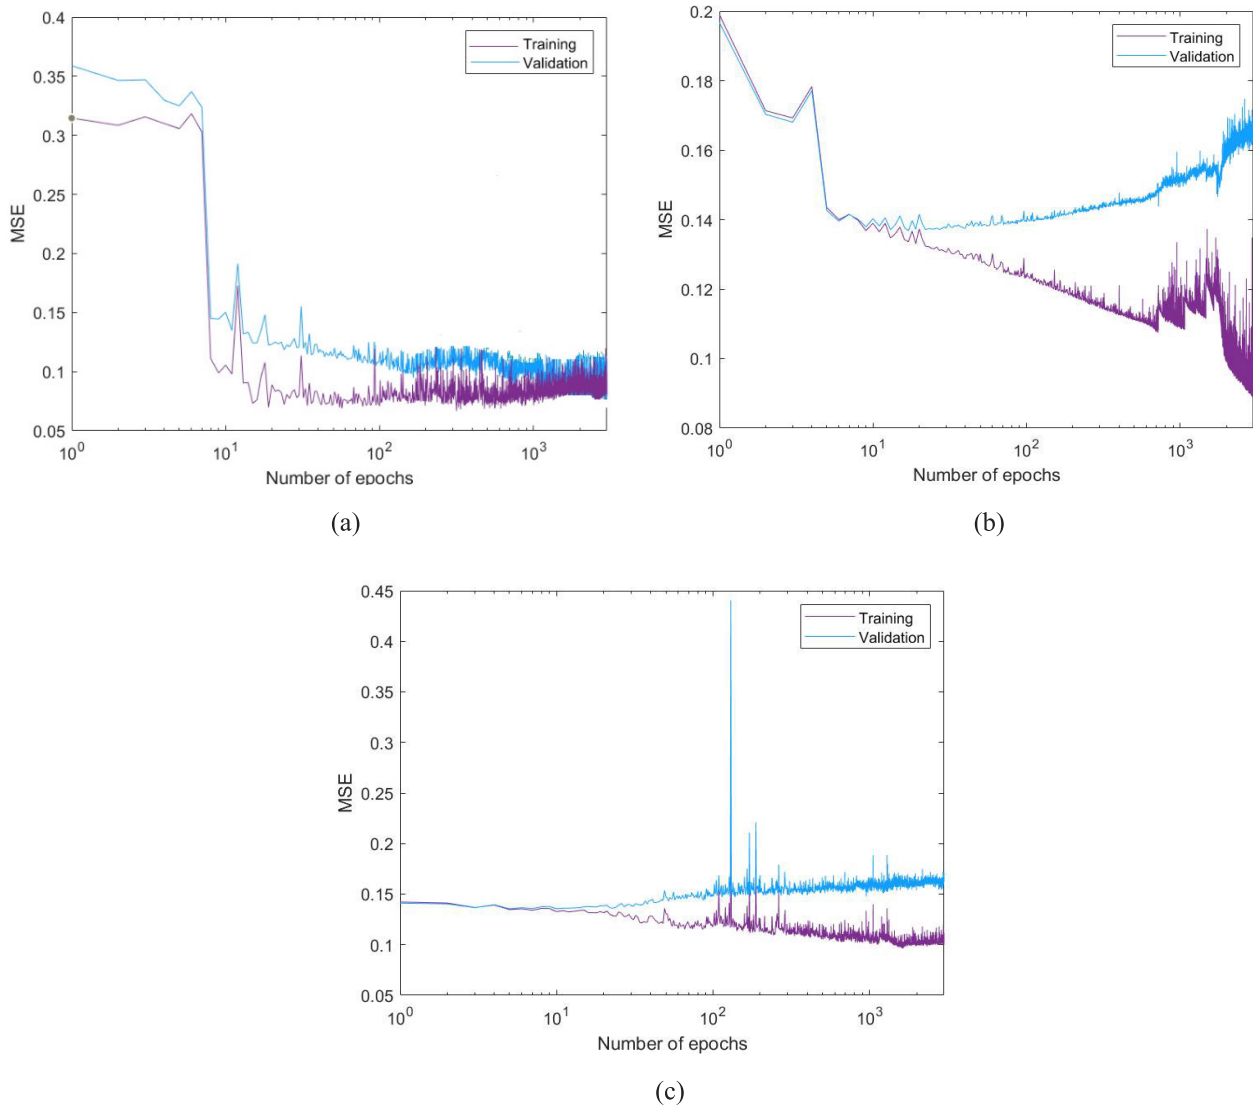 0.4
0.35
0.3
0.25
0.2
0.15
0.1
0.05
MSE
Training
Validation
10^0 10^1 10^2 10^3
Number of epochs
(a)
0.2
0.18
0.16
0.14
0.12
0.1
0.08
MSE
Training
Validation
10^0 10^1 10^2 10^3
Number of epochs
(b)
0.45
0.4
0.35
0.3
0.25
0.2
0.15
0.1
0.05
MSE
Training
Validation
10^0 10^1 10^2 10^3
Number of epochs
(c)